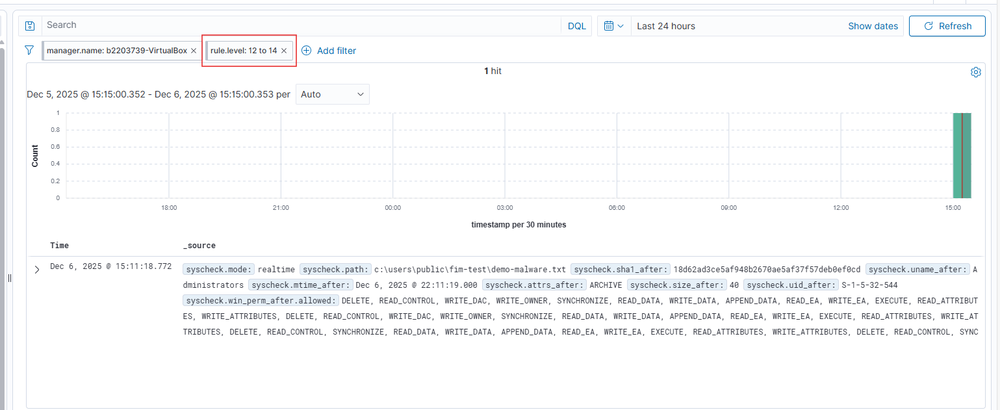 Search DQL Last 24 hours Show dates Refresh
manager.name: b2203739-VirtualBox × rule.level: 12 to 14 × Add filter
1 hit
Dec 5, 2025 @ 15:15:00.352 - Dec 6, 2025 @ 15:15:00.353 per Auto
1
0.8
0.6
0.4
0.2
0
Count
18:00 21:00 00:00 03:00 06:00 09:00 12:00 15:00
timestamp per 30 minutes
Time _source
Dec 6, 2025 @ 15:11:18.772 syscheck.mode: realtime syscheck.path: c:\users\public\fim-test\demo-malware.txt syscheck.sha1_after: 18d62ad3ce5af948b2670ae5af37f57deb0ef0cd syscheck.uname_after: A
dministrators syscheck.mtime_after: Dec 6, 2025 @ 22:11:19.000 syscheck.attrs_after: ARCHIVE syscheck.size_after: 40 syscheck.uid_after: S-1-5-32-544
syscheck.win_perm_after.allowed: DELETE, READ_CONTROL, WRITE_DAC, WRITE_OWNER, SYNCHRONIZE, READ_DATA, WRITE_DATA, APPEND_DATA, READ_EA, WRITE_EA, EXECUTE, READ_ATTRIBUT
ES, WRITE_ATTRIBUTES, DELETE, READ_CONTROL, WRITE_DAC, WRITE_OWNER, SYNCHRONIZE, READ_DATA, WRITE_DATA, APPEND_DATA, READ_EA, WRITE_EA, EXECUTE, READ_ATTRIBUTES, WRITE_AT
TRIBUTES, DELETE, READ_CONTROL, SYNCHRONIZE, READ_DATA, WRITE_DATA, APPEND_DATA, READ_EA, WRITE_EA, EXECUTE, READ_ATTRIBUTES, WRITE_ATTRIBUTES, DELETE, READ_CONTROL, SYNC